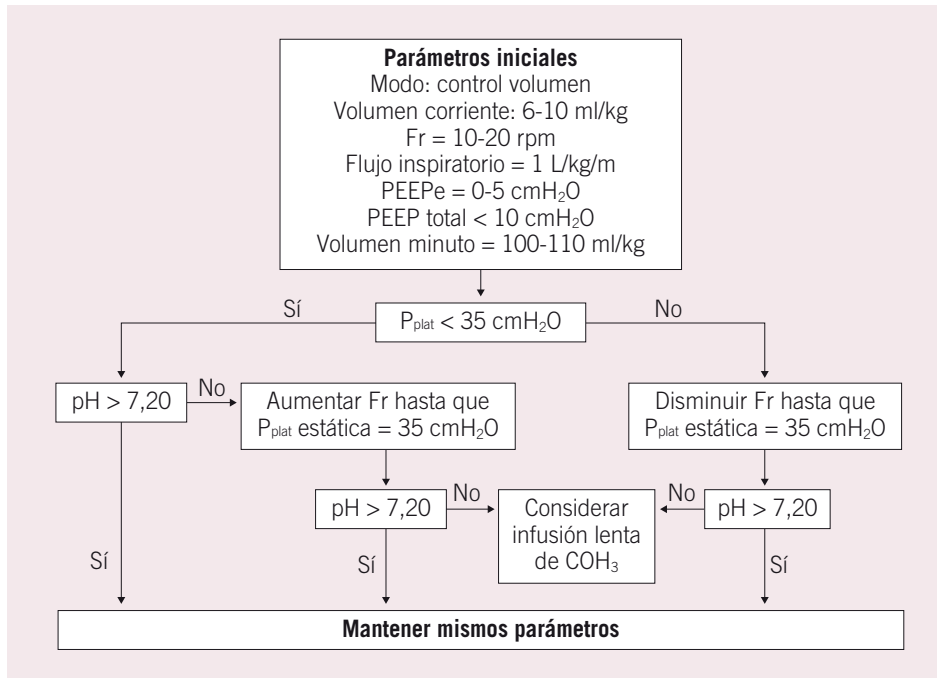 Parámetros iniciales
Modo: control volumen
Volumen corriente: 6-10 ml/kg
Fr = 10-20 rpm
Flujo inspiratorio = 1 L/kg/m
PEEPe = 0-5 cmH₂O
PEEP total < 10 cmH₂O
Volumen minuto = 100-110 ml/kg
Sí
P_plat < 35 cmH₂O
No
pH > 7,20
No
Aumentar Fr hasta que
P_plat estática = 35 cmH₂O
Disminuir Fr hasta que
P_plat estática = 35 cmH₂O
pH > 7,20
No
Considerar
infusión lenta
de COH₃
No
pH > 7,20
Sí
Sí
Sí
Mantener mismos parámetros